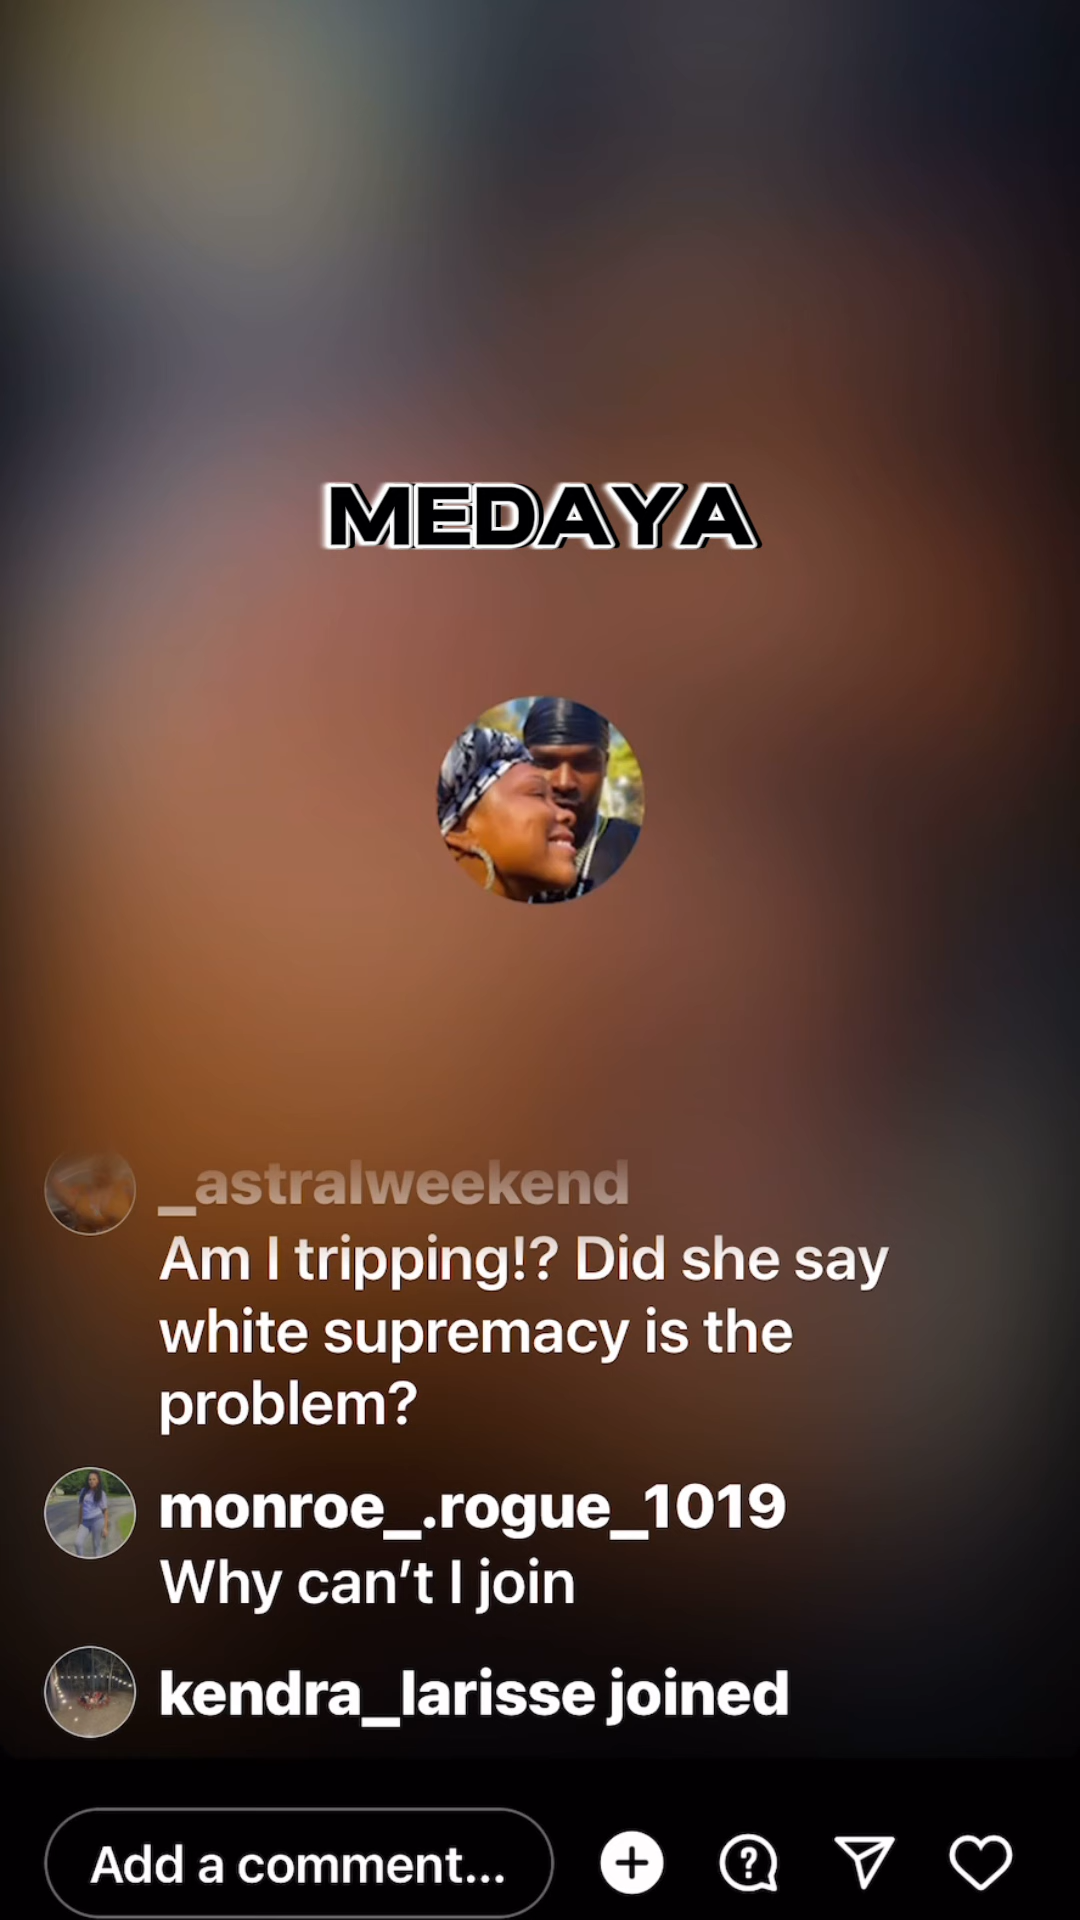 MEDAYA
_astralweekend
Am I tripping!? Did she say
white supremacy is the
problem?
monroe_.rogue_1019
Why can’t I join
kendra_larisse joined
Add a comment...